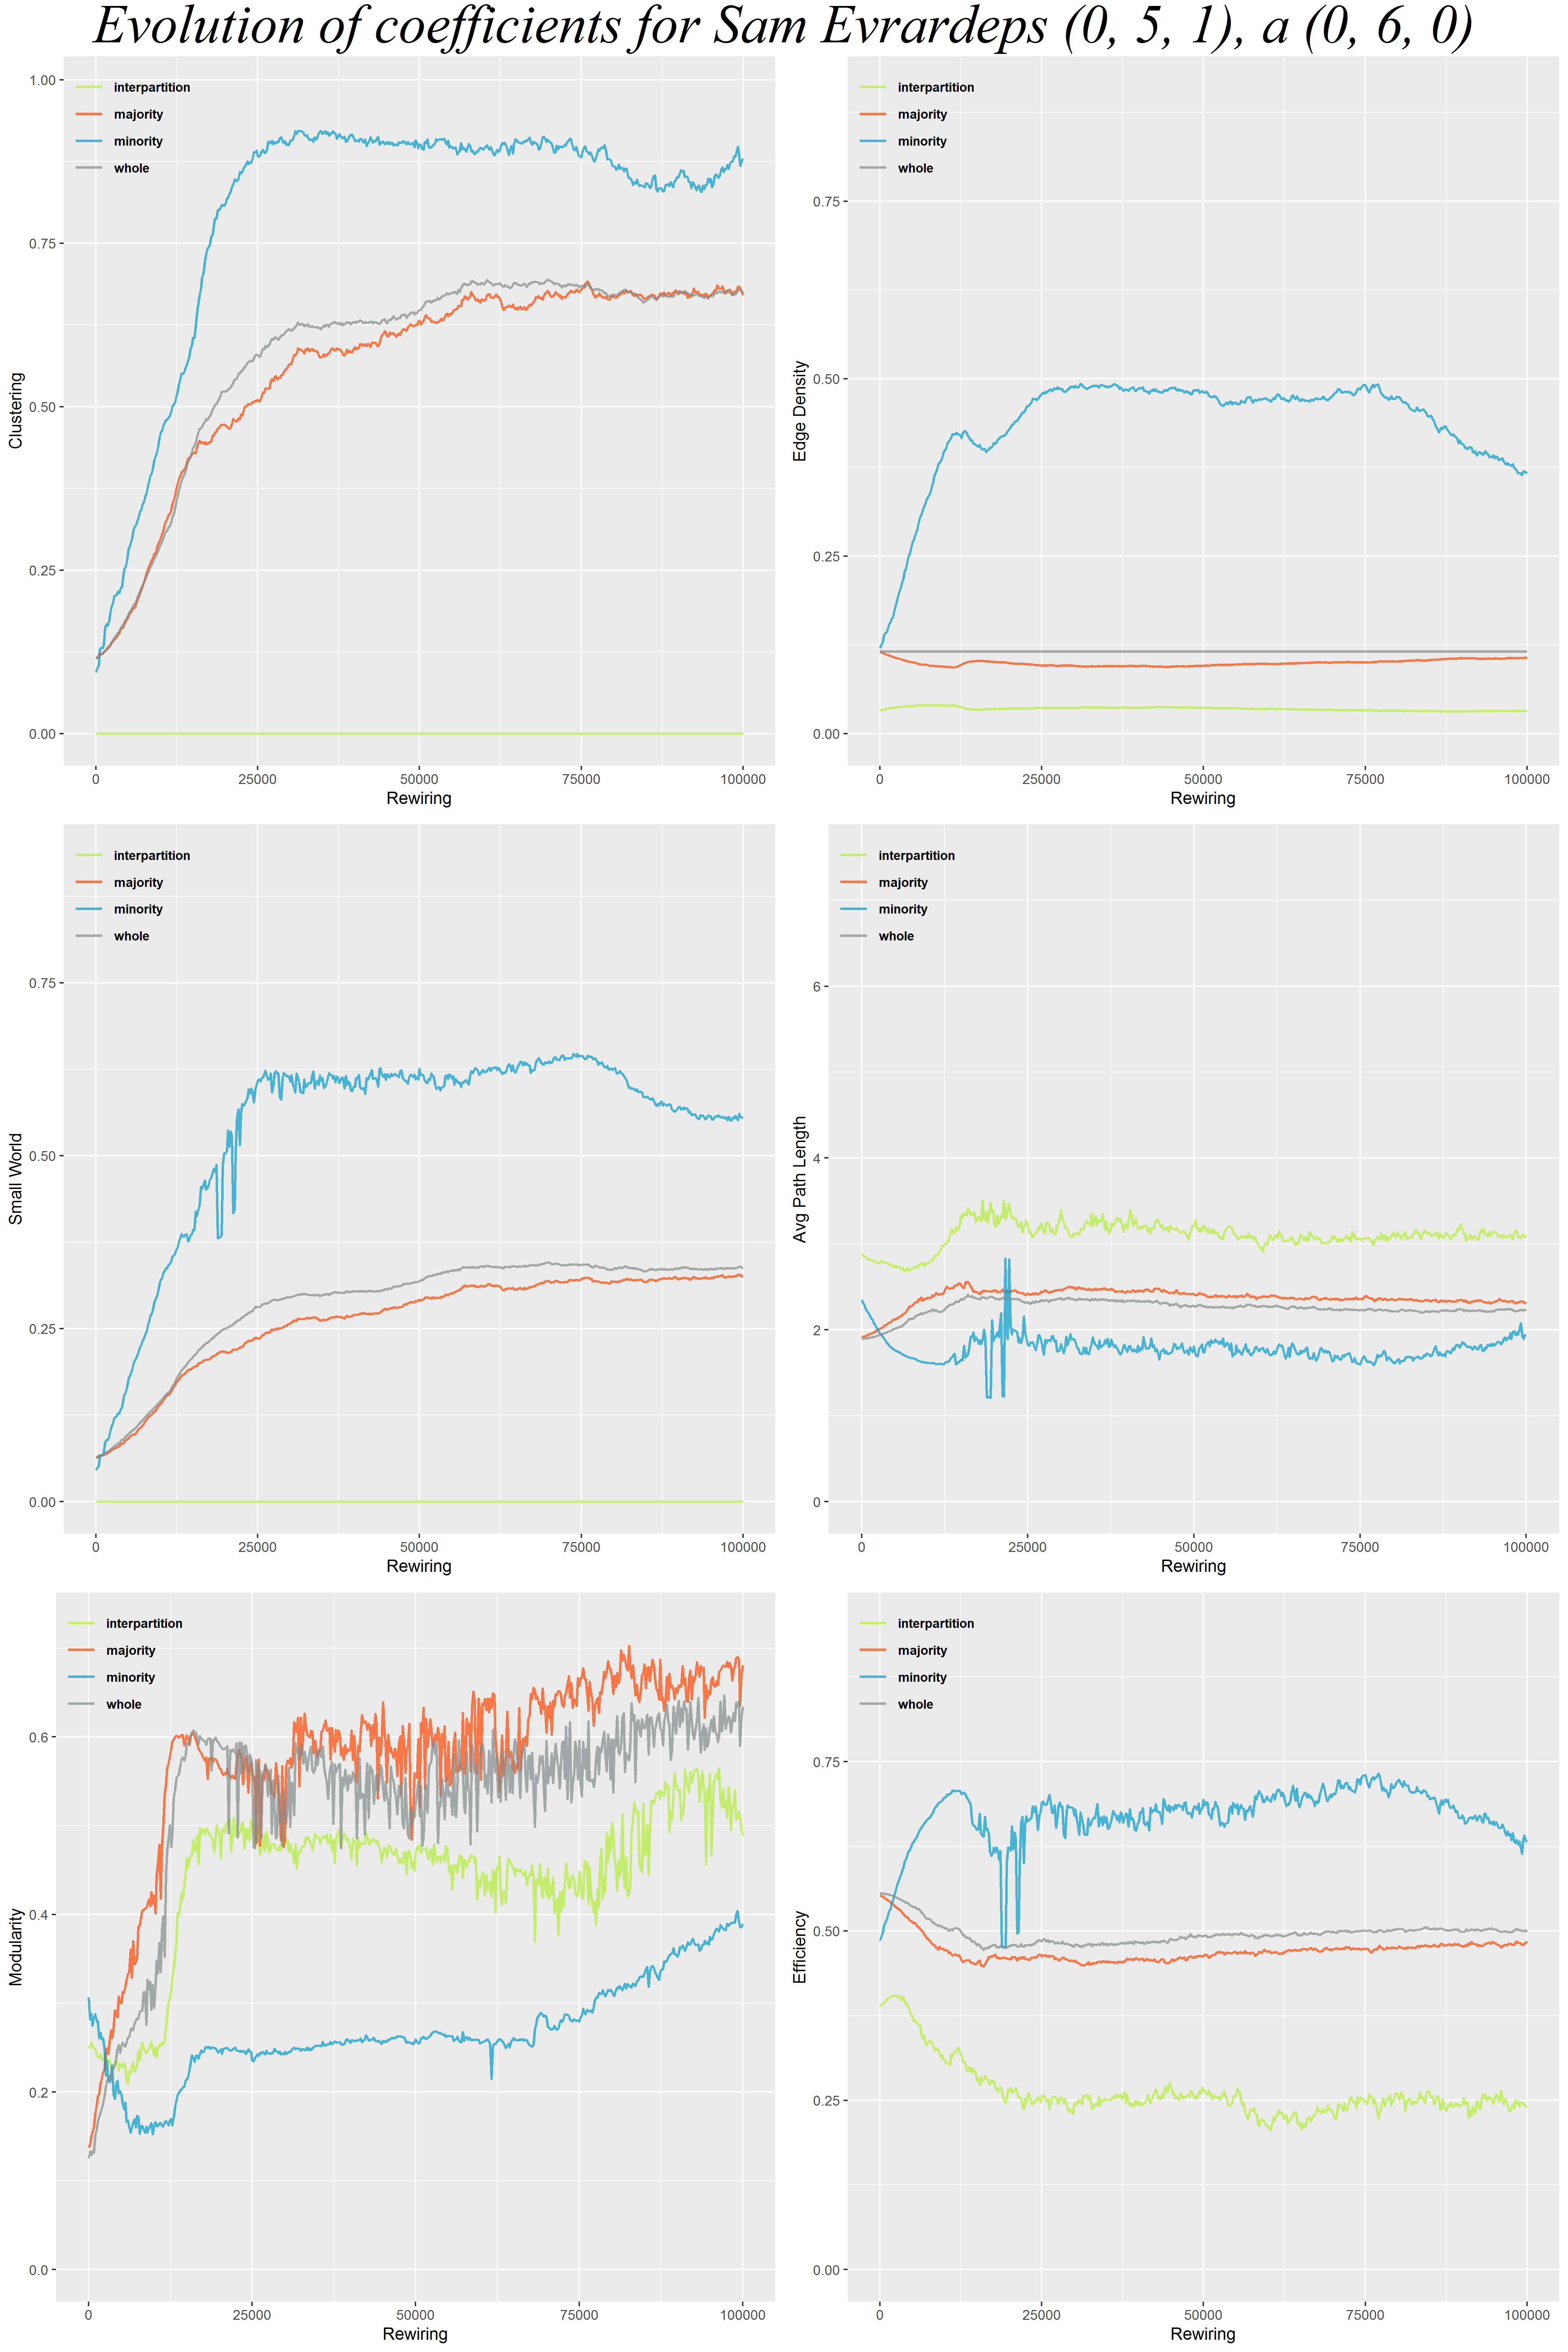 Evolution of coefficients for Sam Evrardeps (0, 5, 1), a (0, 6, 0)
interpartition
majority
minority
whole
1.00
0.75
0.50
0.25
0.00
Clustering
0 25000 50000 75000 100000
Rewiring
interpartition
majority
minority
whole
0.75
0.50
0.25
0.00
Edge Density
0 25000 50000 75000 100000
Rewiring
interpartition
majority
minority
whole
0.75
0.50
0.25
0.00
Small World
0 25000 50000 75000 100000
Rewiring
interpartition
majority
minority
whole
6
4
2
0
Avg Path Length
0 25000 50000 75000 100000
Rewiring
interpartition
majority
minority
whole
0.6
0.4
0.2
0.0
Modularity
0 25000 50000 75000 100000
Rewiring
interpartition
majority
minority
whole
0.75
0.50
0.25
0.00
Efficiency
0 25000 50000 75000 100000
Rewiring